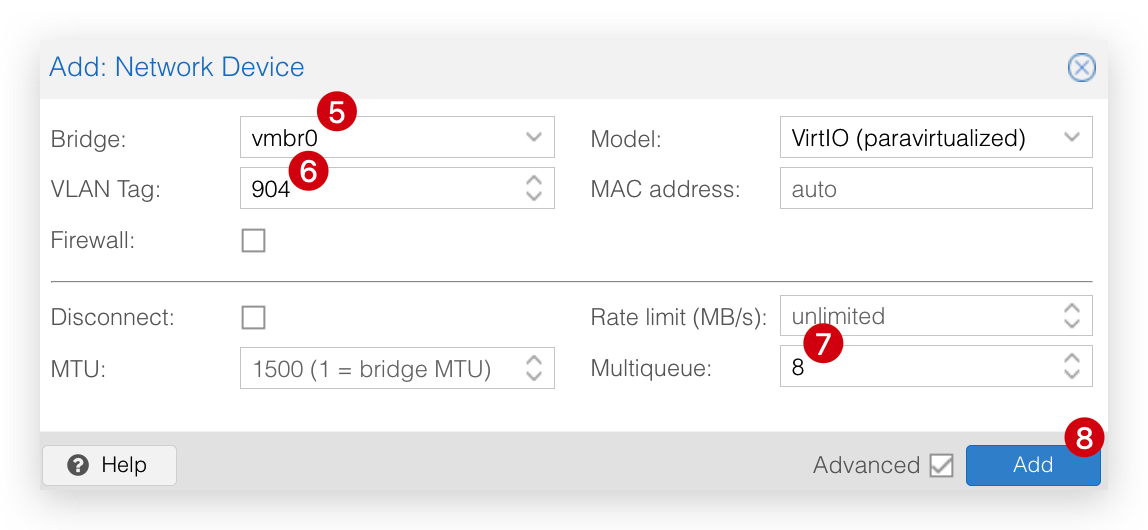 Add: Network Device
5
Bridge: vmbr0 Model: VirtIO (paravirtualized)
6
VLAN Tag: 904 MAC address: auto
Firewall:
Disconnect: Rate limit (MB/s): unlimited
7
MTU: 1500 (1 = bridge MTU) Multiqueue: 8
8
? Help Advanced Add